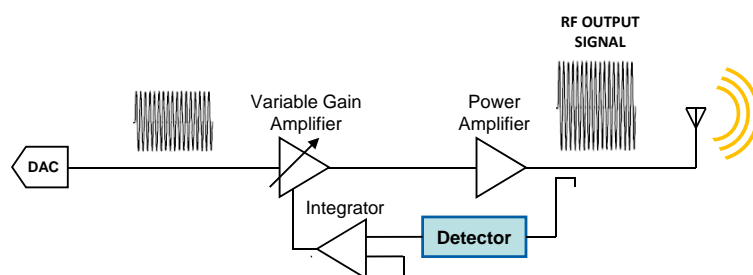 RF OUTPUT
SIGNAL
Variable Gain
Amplifier
Power
Amplifier
DAC
Integrator
Detector